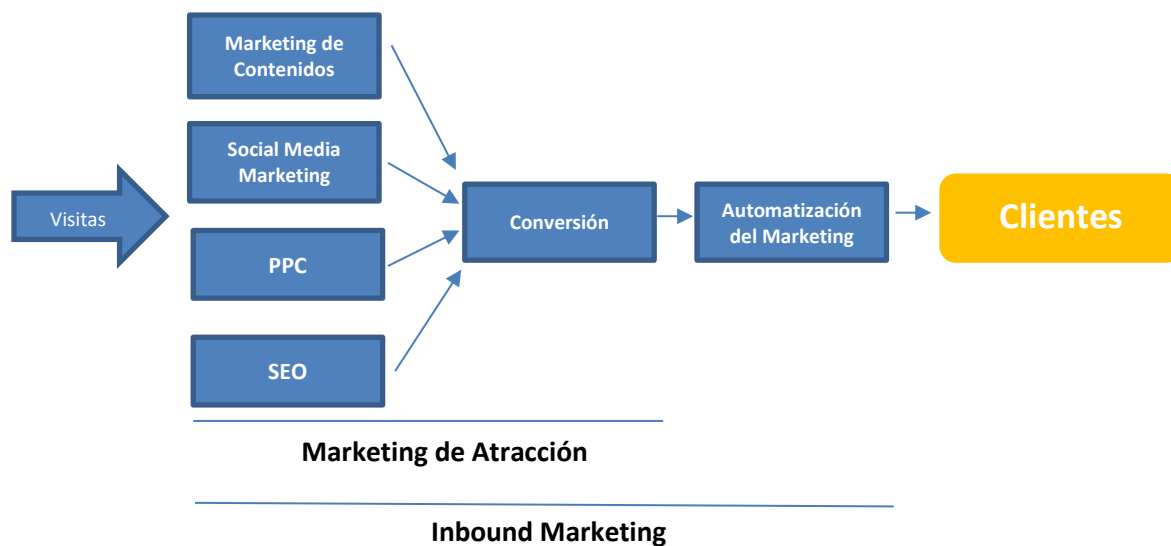 Marketing de
Contenidos
Social Media
Marketing
Visitas
PPC
SEO
Conversión
Automatización
del Marketing
Clientes
Marketing de Atracción
Inbound Marketing